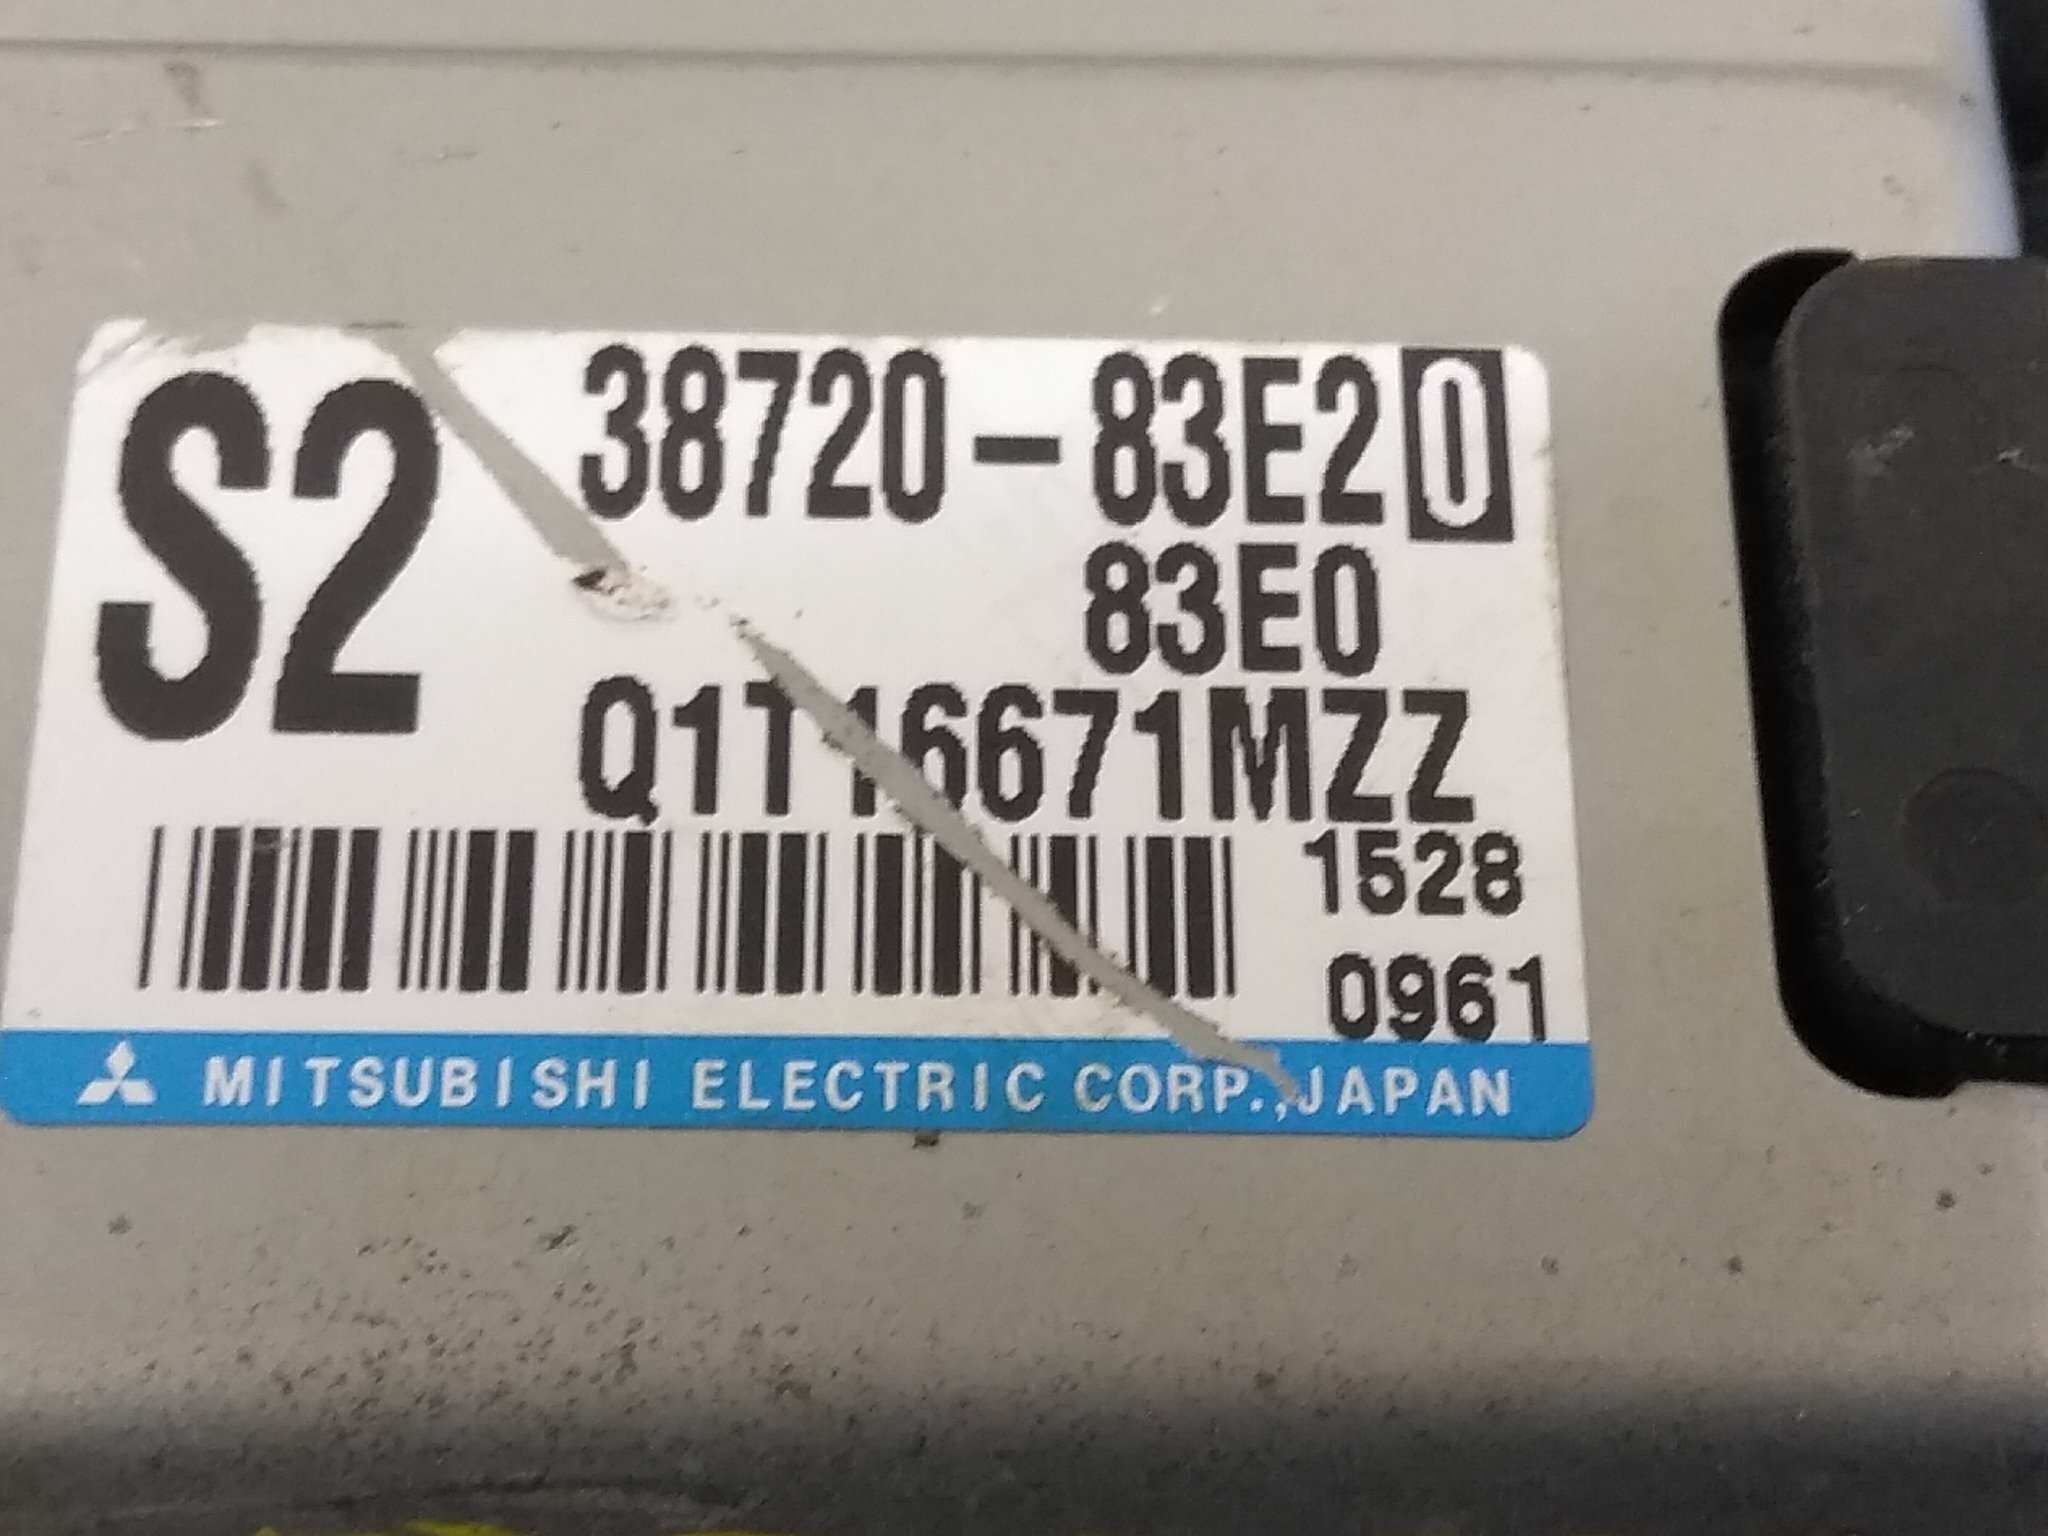 S2
38720-83E20
83E0
Q1T16671MZZ
1528
0961
MITSUBISHI ELECTRIC CORP., JAPAN